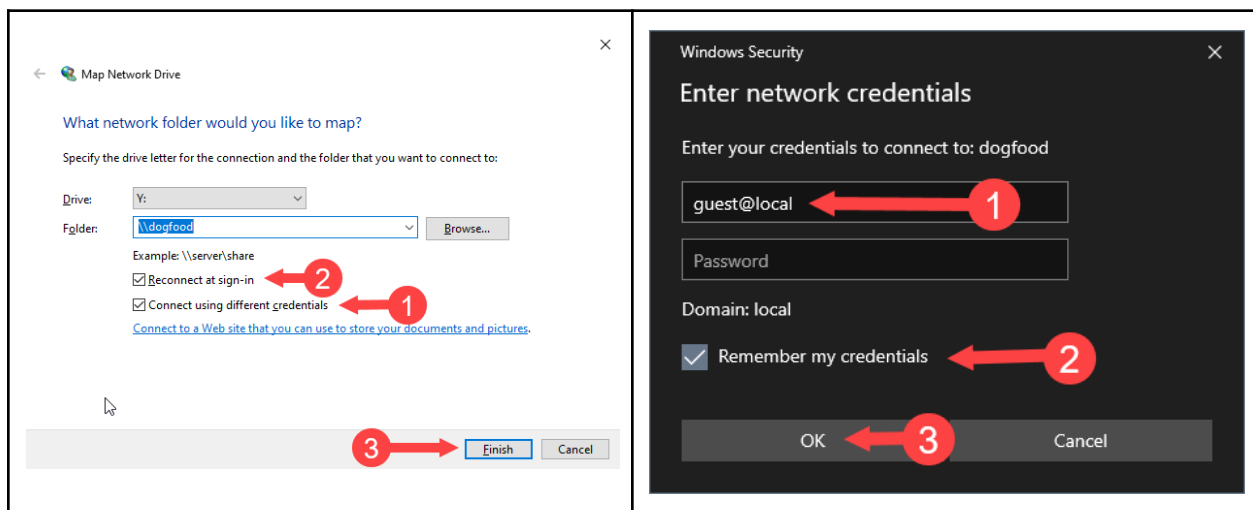 Map Network Drive
What network folder would you like to map?
Specify the drive letter for the connection and the folder that you want to connect to:
Drive: Y:
Folder: \\dogfood Browse...
Example: \\server\share
Reconnect at sign-in 2
Connect using different credentials 1
Connect to a Web site that you can use to store your documents and pictures.
3 Finish Cancel
Windows Security
Enter network credentials
Enter your credentials to connect to: dogfood
guest@local 1
Password
Domain: local
Remember my credentials 2
OK 3 Cancel